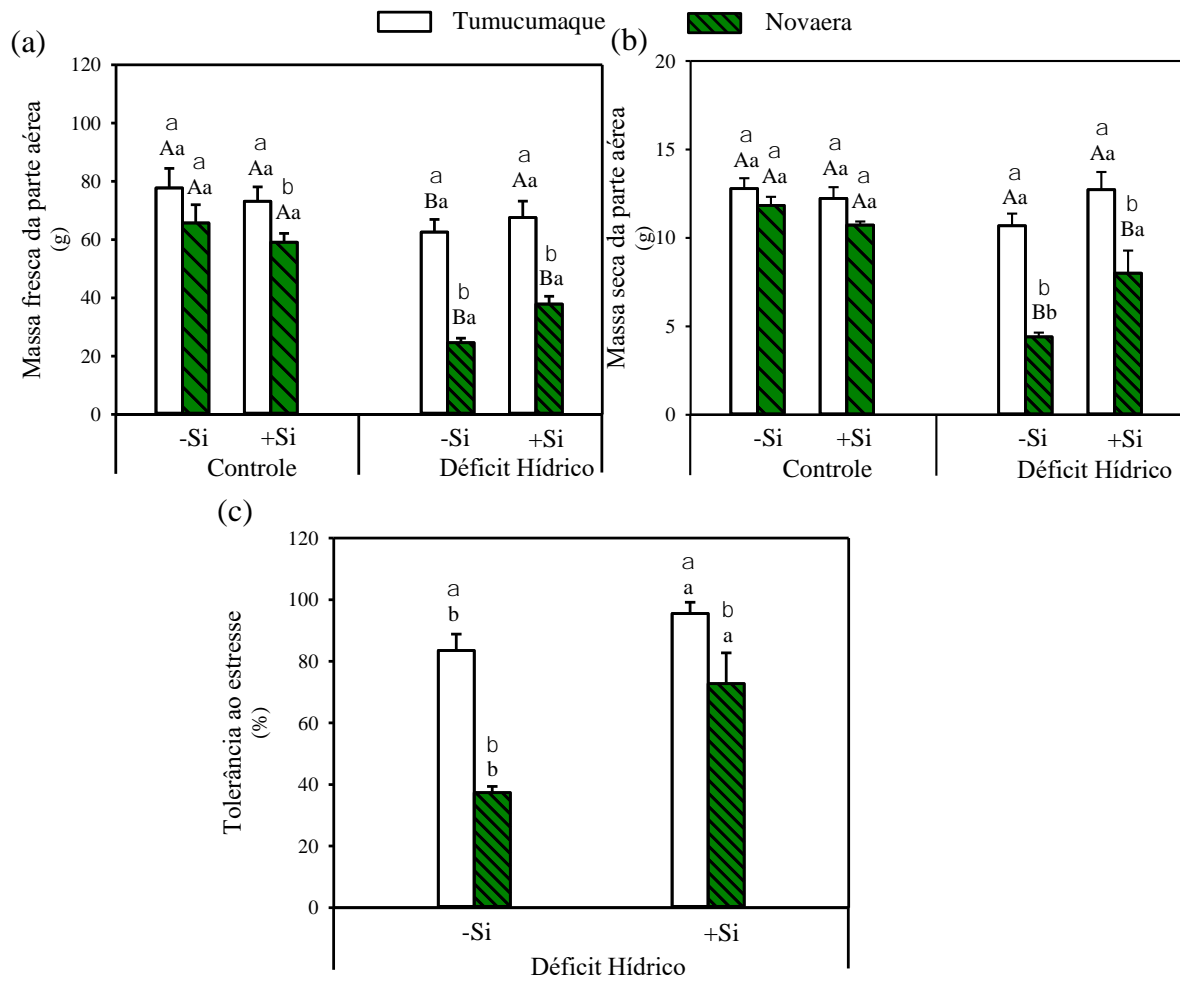 Tumucumaque Novaera
(a)
Massa fresca da parte aérea
(g)
120
100
80
60
40
20
0
a
Aa
a
Aa
a
Aa
b
Aa
a
Ba
b
Ba
a
Aa
b
Ba
-Si +Si -Si +Si
Controle Déficit Hídrico
(b)
Massa seca da parte aérea
(g)
20
15
10
5
0
a
Aa
a
Aa
a
Aa
a
Aa
a
Aa
b
Bb
a
Aa
b
Ba
-Si +Si -Si +Si
Controle Déficit Hídrico
(c)
Tolerância ao estresse
(%)
120
100
80
60
40
20
0
a
b
b
b
a
a
b
a
-Si +Si
Déficit Hídrico